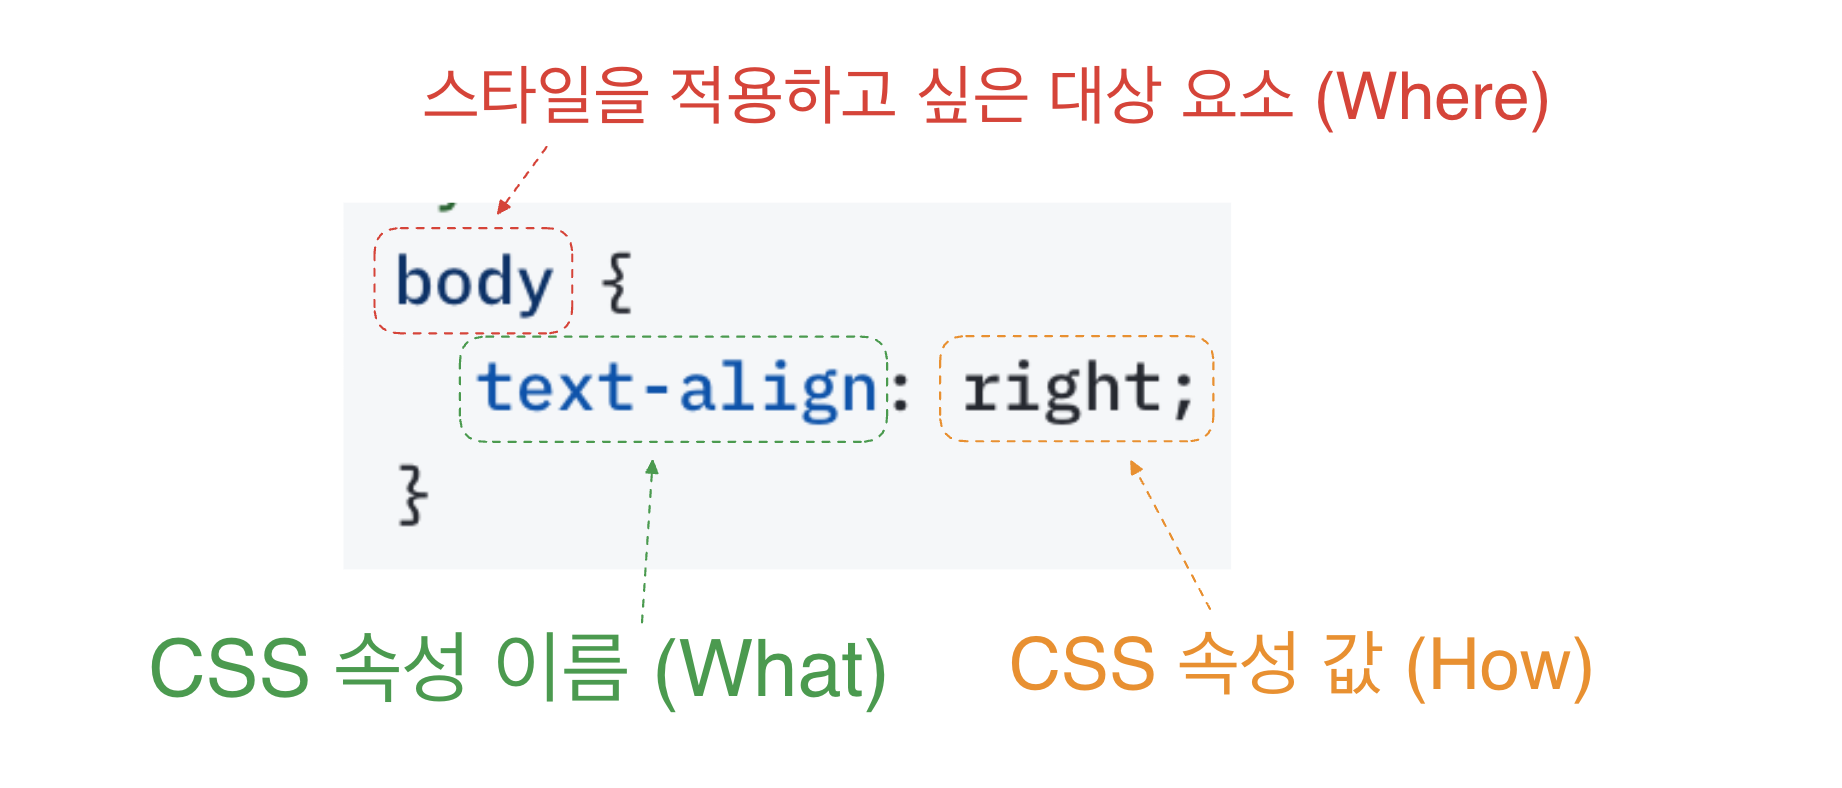 스타일을 적용하고 싶은 대상 요소 (Where)
body {
text-align: right;
}
CSS 속성 이름 (What)
CSS 속성 값 (How)